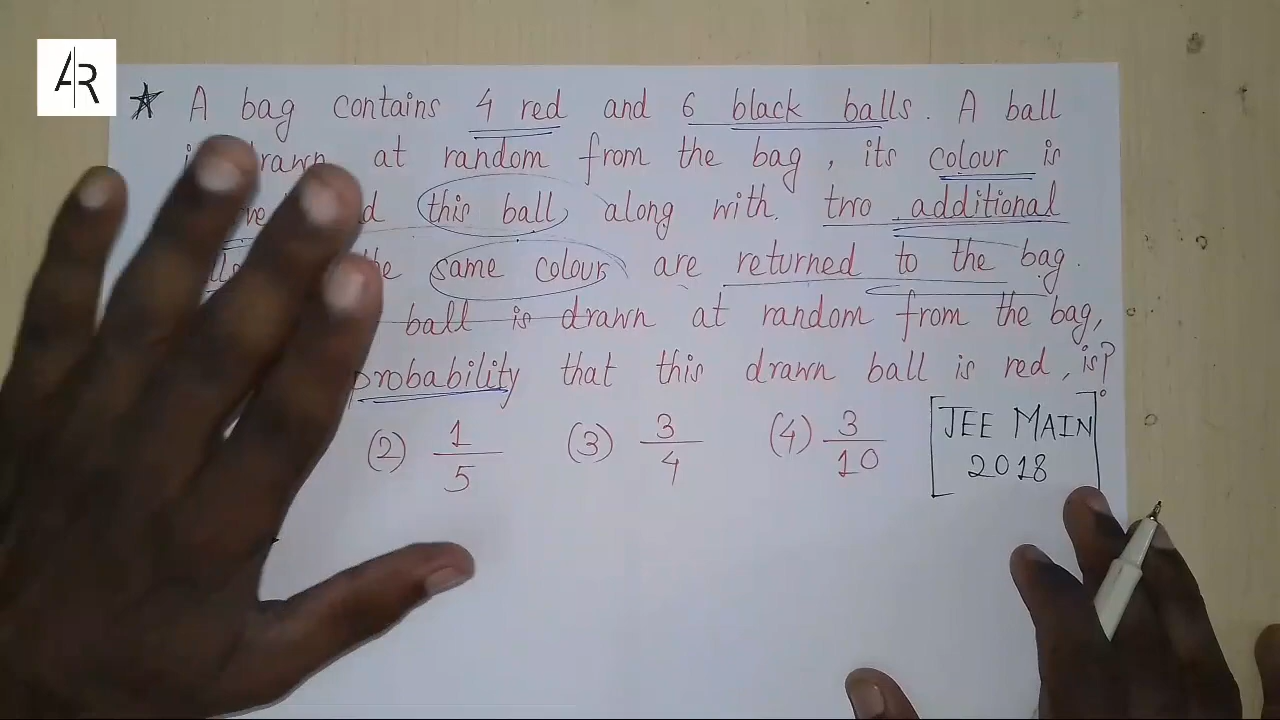 AR
A bag contains 4 red and 6 black balls. A ball
drawn at random from the bag, its colour is
this ball along with. two additional
same colour are returned to the bag.
ball is drawn at random from the bag,
probability that this drawn ball is red, is?
(2) 1/5 (3) 3/4 (4) 3/10
[JEE MAIN
2018]